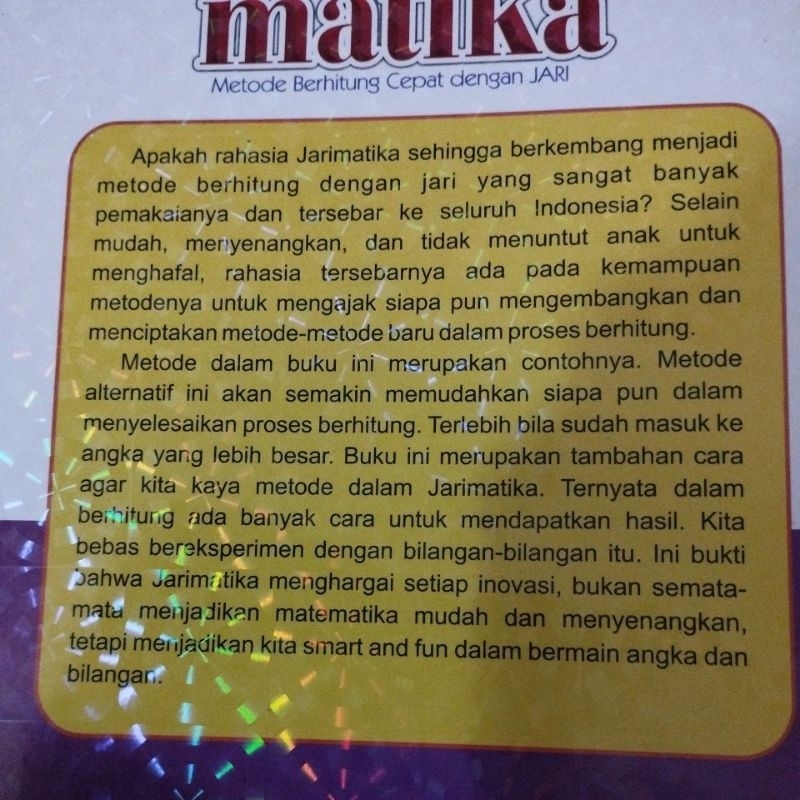 matika
Metode Berhitung Cepat dengan JARI
Apakah rahasia Jarimatika sehingga berkembang menjadi
metode berhitung dengan jari yang sangat banyak
pemakaianya dan tersebar ke seluruh Indonesia? Selain
mudah, menyenangkan, dan tidak menuntut anak untuk
menghafal, rahasia tersebarnya ada pada kemampuan
metodenya untuk mengajak siapa pun mengembangkan dan
menciptakan metode-metode baru dalam proses berhitung.
Metode dalam buku ini merupakan contohnya. Metode
alternatif ini akan semakin memudahkan siapa pun dalam
menyelesaikan proses berhitung. Terlebih bila sudah masuk ke
angka yang lebih besar. Buku ini merupakan tambahan cara
agar kita kaya metode dalam Jarimatika. Ternyata dalam
berhitung ada banyak cara untuk mendapatkan hasil. Kita
bebas bereksperimen dengan bilangan-bilangan itu. Ini bukti
bahwa Jarimatika menghargai setiap inovasi, bukan semata-
mata menjadikan matematika mudah dan menyenangkan,
tetapi menjadikan kita smart and fun dalam bermain angka dan
bilangan.